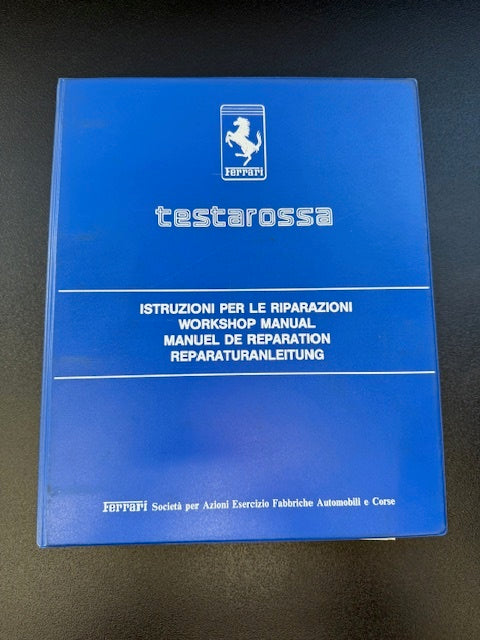 Ferrari
testarossa
ISTRUZIONI PER LE RIPARAZIONI
WORKSHOP MANUAL
MANUEL DE REPARATION
REPARATURANLEITUNG
Ferrari Società per Azioni Esercizio Fabbriche Automobili e Corse